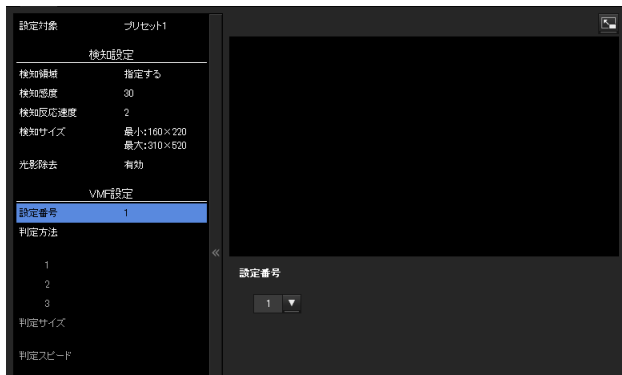 設定対象 プリセット1
検知設定
検知領域 指定する
検知感度 30
検知反応速度 2
検知サイズ 最小:160×220
最大:310×520
光影除去 有効
VMF設定
設定番号 1
判定方法
1
2
3
判定サイズ
判定スピード
«
設定番号
1 ▼